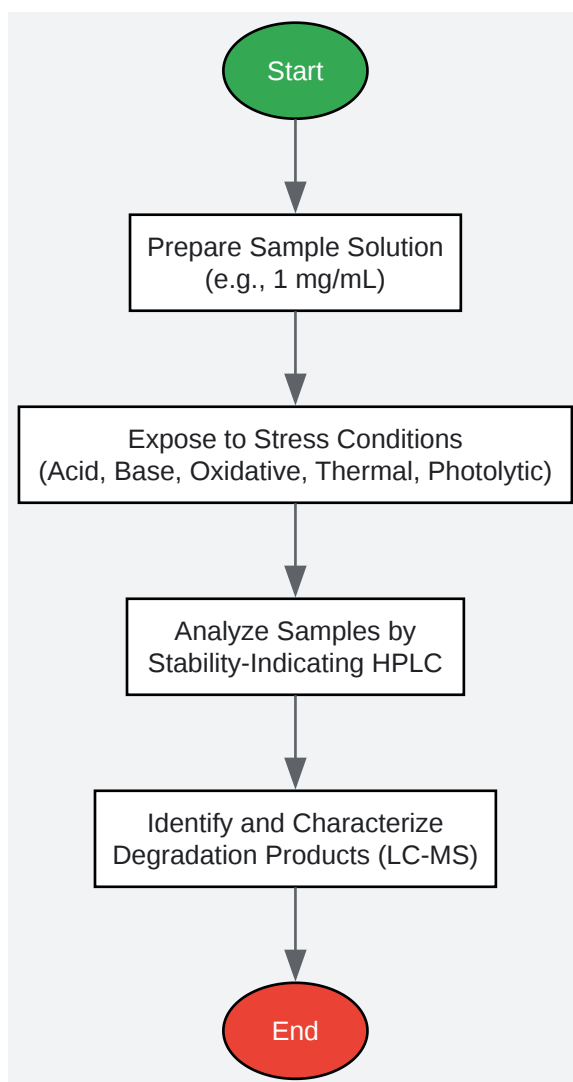 Start
Prepare Sample Solution
(e.g., 1 mg/mL)
Expose to Stress Conditions
(Acid, Base, Oxidative, Thermal, Photolytic)
Analyze Samples by
Stability-Indicating HPLC
Identify and Characterize
Degradation Products (LC-MS)
End